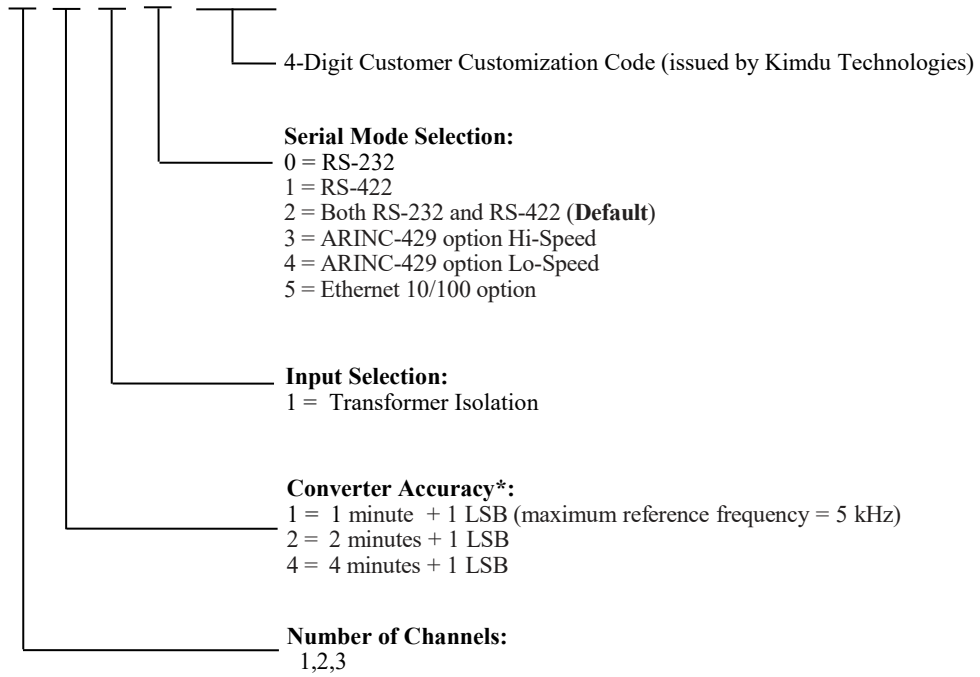 4-Digit Customer Customization Code (issued by Kimdu Technologies)
Serial Mode Selection:
0 = RS-232
1 = RS-422
2 = Both RS-232 and RS-422 (Default)
3 = ARINC-429 option Hi-Speed
4 = ARINC-429 option Lo-Speed
5 = Ethernet 10/100 option
Input Selection:
1 = Transformer Isolation
Converter Accuracy*:
1 = 1 minute + 1 LSB (maximum reference frequency = 5 kHz)
2 = 2 minutes + 1 LSB
4 = 4 minutes + 1 LSB
Number of Channels:
1,2,3